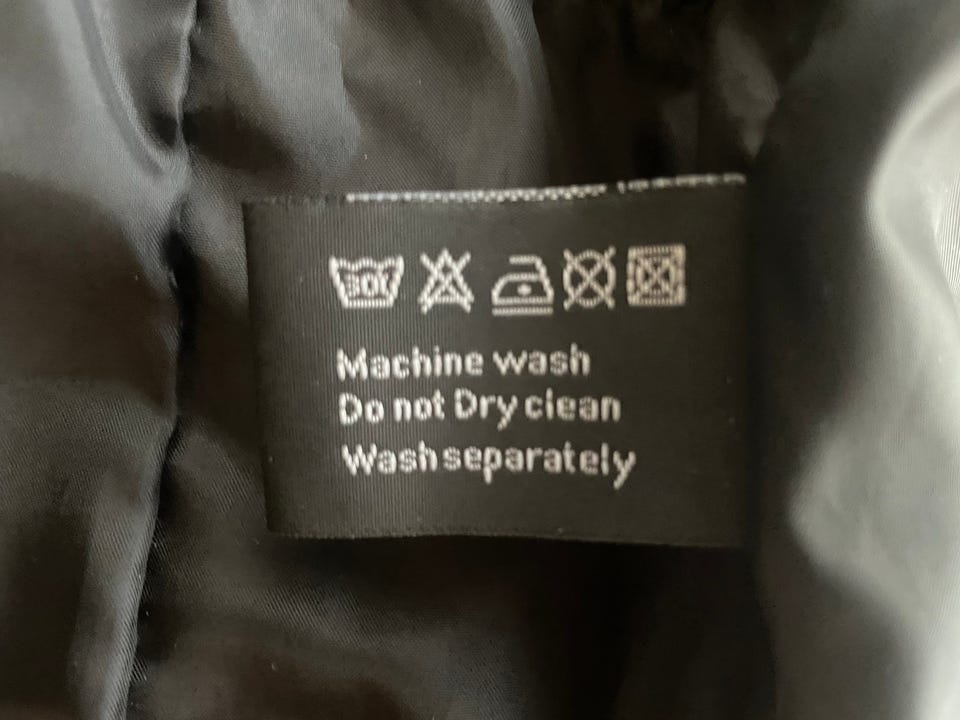 30°
Machine wash
Do not Dry clean
Wash separately